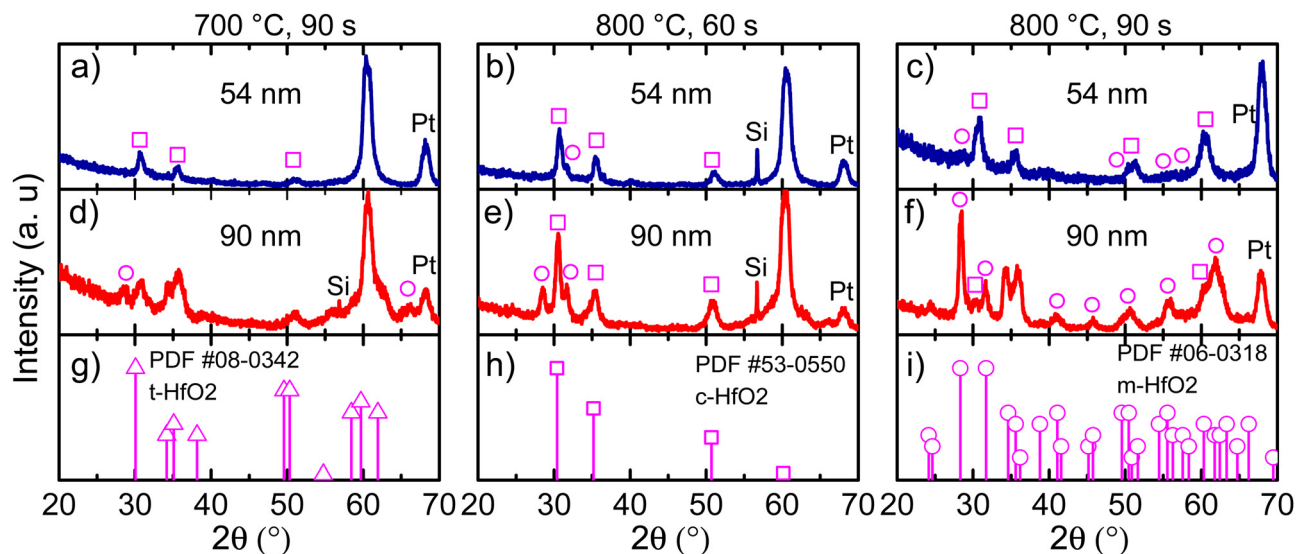 700 °C, 90 s
800 °C, 60 s
800 °C, 90 s
a)
54 nm
Pt
b)
54 nm
Si
Pt
c)
54 nm
Pt
d)
90 nm
Si
Pt
e)
90 nm
Si
Pt
f)
90 nm
Pt
g)
PDF #08-0342
t-HfO2
h)
PDF #53-0550
c-HfO2
i)
PDF #06-0318
m-HfO2
Intensity (a. u)
20 30 40 50 60 70
20 30 40 50 60 70
20 30 40 50 60 70
2θ (°)
2θ (°)
2θ (°)